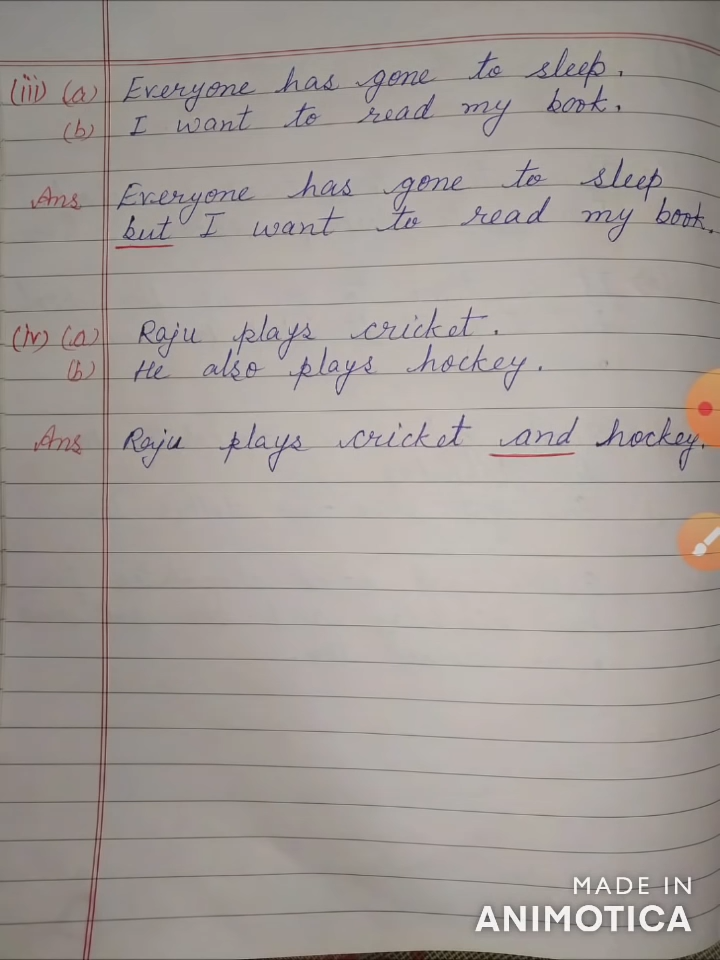 (iii) (a) Everyone has gone to sleep.
(b) I want to read my book.
Ans Everyone has gone to sleep
but I want to read my book.
(iv) (a) Raju plays cricket.
(b) He also plays hockey.
Ans Raju plays cricket and hockey.
MADE IN
ANIMOTICA